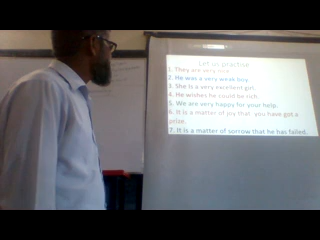 Let us practise
1. They are very
2. He was a very weak boy.
3. She is a very excellent girl.
4. He wishes he could be rich.
5. We are very happy for your help.
6. It is a matter of joy that you have got a
prize.
7. It is a matter of sorrow that he has failed.